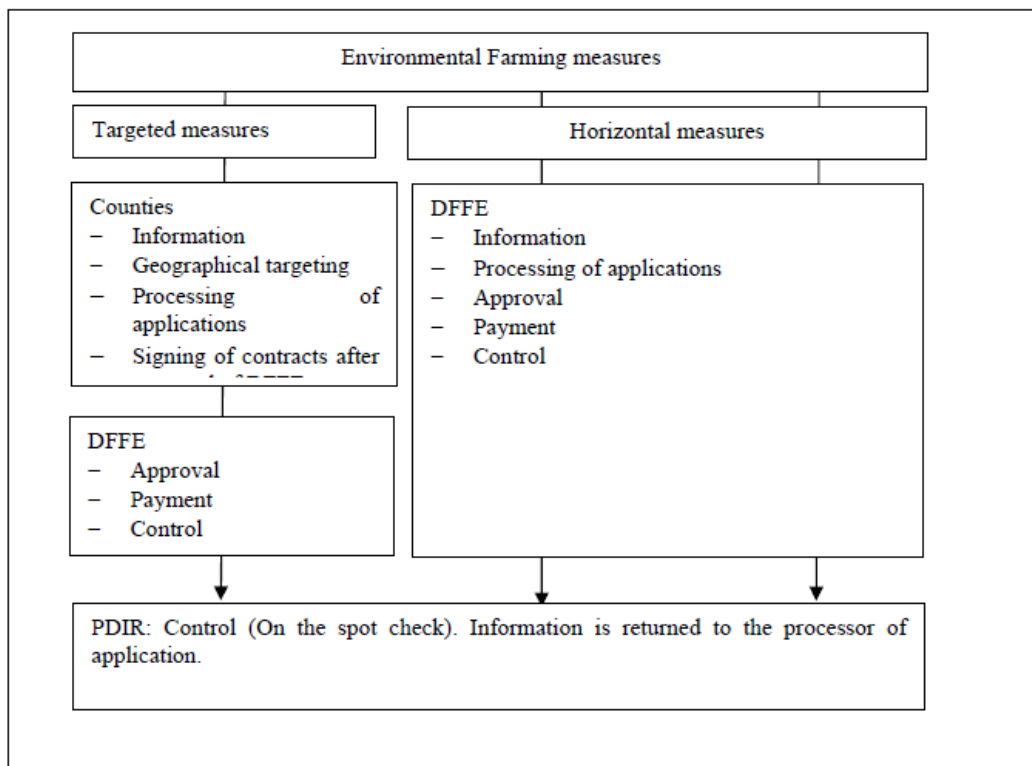 Environmental Farming measures
Targeted measures
Horizontal measures
Counties
– Information
– Geographical targeting
– Processing of
applications
– Signing of contracts after
DFFE
– Approval
– Payment
– Control
DFFE
– Information
– Processing of applications
– Approval
– Payment
– Control
PDIR: Control (On the spot check). Information is returned to the processor of
application.